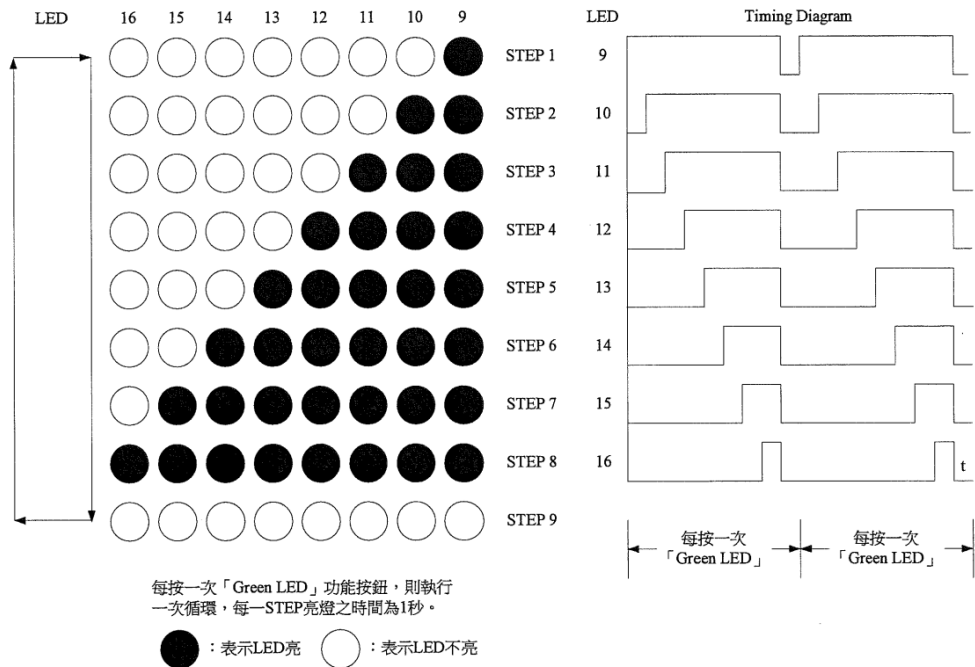 LED 16 15 14 13 12 11 10 9
STEP 1
STEP 2
STEP 3
STEP 4
STEP 5
STEP 6
STEP 7
STEP 8
STEP 9
每按一次「Green LED」功能按鈕，則執行
一次循環，每一STEP亮燈之時間為1秒。
：表示LED亮 ：表示LED不亮
LED Timing Diagram
9
10
11
12
13
14
15
16 t
每按一次 每按一次
「Green LED」 「Green LED」